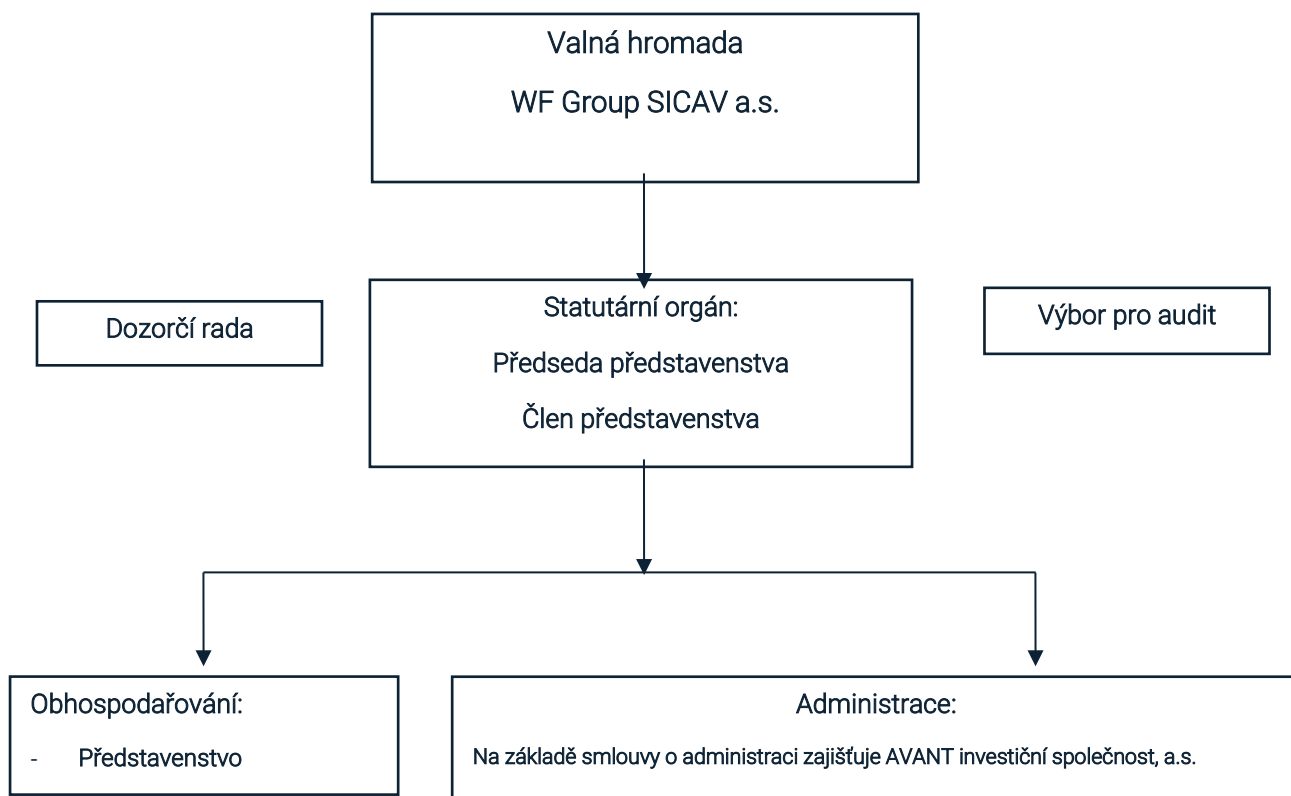 Valná hromada
WF Group SICAV a.s.
Dozorčí rada
Statutární orgán:
Předseda představenstva
Člen představenstva
Výbor pro audit
Obhospodařování:
- Představenstvo
Administrace:
Na základě smlouvy o administraci zajišťuje AVANT investiční společnost, a.s.